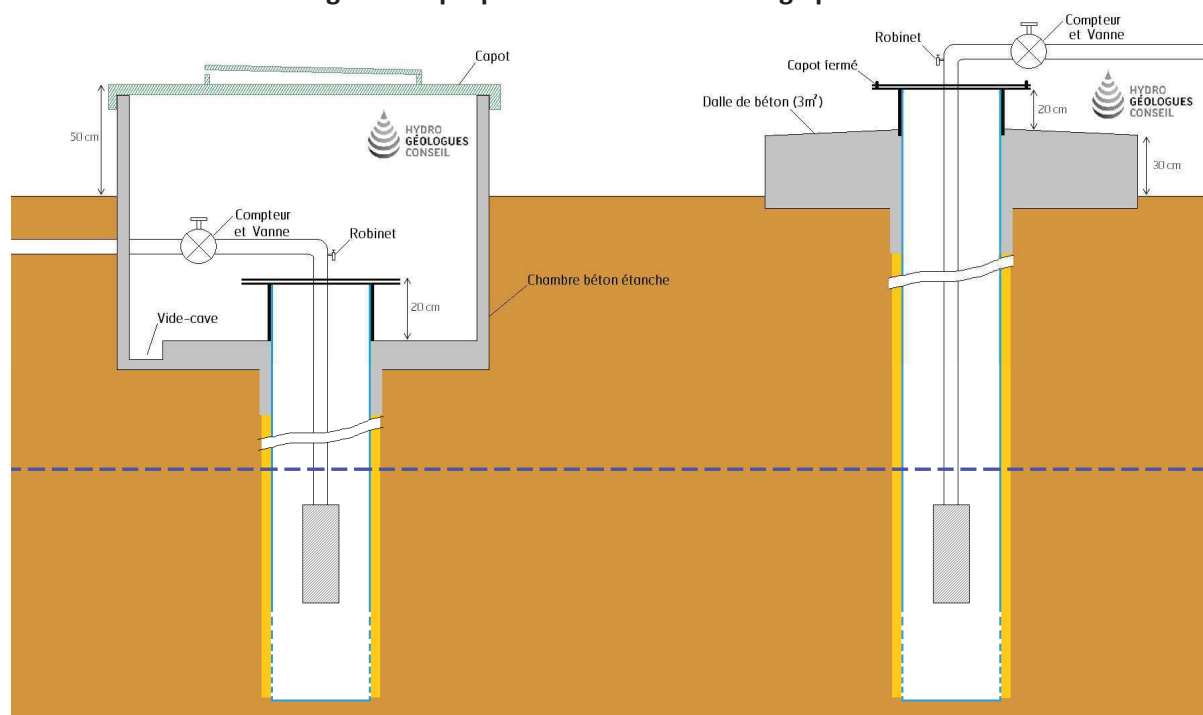 Capot
50 cm
HYDRO
GÉOLOGUES
CONSEIL
Compteur
et Vanne
Robinet
20 cm
Chambre béton étanche
Vide-cave
Compteur
et Vanne
Robinet
Capot fermé
Dalle de béton (3m²)
20 cm
HYDRO
GÉOLOGUES
CONSEIL
30 cm